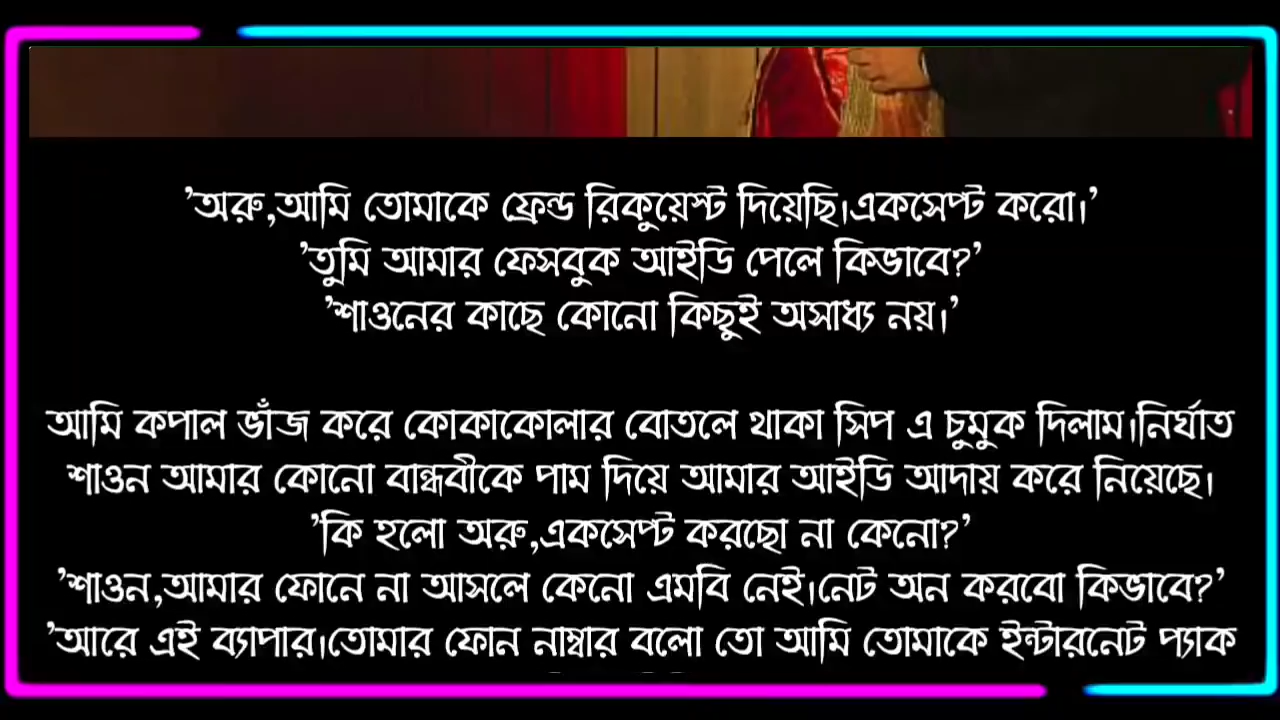 'অরু,আমি তোমাকে ফ্রেন্ড রিকুয়েস্ট দিয়েছি।একসেপ্ট করো।'
'তুমি আমার ফেসবুক আইডি পেলে কিভাবে?'
'শাওনের কাছে কোনো কিছুই অসাধ্য নয়।'
আমি কপাল ভাঁজ করে কোকাকোলার বোতলে থাকা সিপ এ চুমুক দিলাম।নির্ঘাত
শাওন আমার কোনো বান্ধবীকে পাম দিয়ে আমার আইডি আদায় করে নিয়েছে।
'কি হলো অরু,একসেপ্ট করছো না কেনো?'
'শাওন,আমার ফোনে না আসলে কেনো এমবি নেই।নেট অন করবো কিভাবে?'
'আরে এই ব্যাপার।তোমার ফোন নাম্বার বলো তো আমি তোমাকে ইন্টারনেট প্যাক